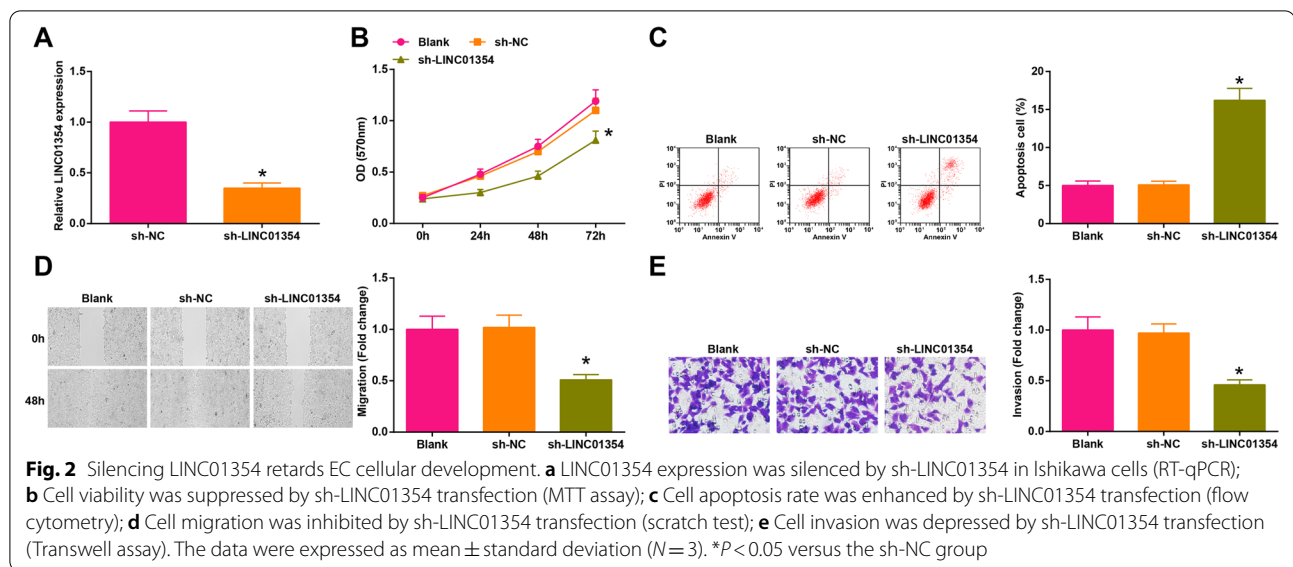 A
Relative LINC01354 expression
1.5
1.0
0.5
0.0
*
sh-NC
sh-LINC01354
B
Blank
sh-NC
sh-LINC01354
OD (570nm)
1.5
1.0
0.5
0.0
*
0h
24h
48h
72h
C
Blank
sh-NC
sh-LINC01354
PI
PI
PI
Annexin V
Annexin V
Annexin V
Apoptosis cell (%)
20
15
10
5
0
*
Blank
sh-NC
sh-LINC01354
D
Blank
sh-NC
sh-LINC01354
0h
48h
Migration (Fold change)
1.5
1.0
0.5
0.0
*
Blank
sh-NC
sh-LINC01354
E
Blank
sh-NC
sh-LINC01354
Invasion (Fold change)
1.5
1.0
0.5
0.0
*
Blank
sh-NC
sh-LINC01354
Fig. 2 Silencing LINC01354 retards EC cellular development. a LINC01354 expression was silenced by sh-LINC01354 in Ishikawa cells (RT-qPCR);
b Cell viability was suppressed by sh-LINC01354 transfection (MTT assay); c Cell apoptosis rate was enhanced by sh-LINC01354 transfection (flow
cytometry); d Cell migration was inhibited by sh-LINC01354 transfection (scratch test); e Cell invasion was depressed by sh-LINC01354 transfection
(Transwell assay). The data were expressed as mean ± standard deviation (N = 3). *P < 0.05 versus the sh-NC group